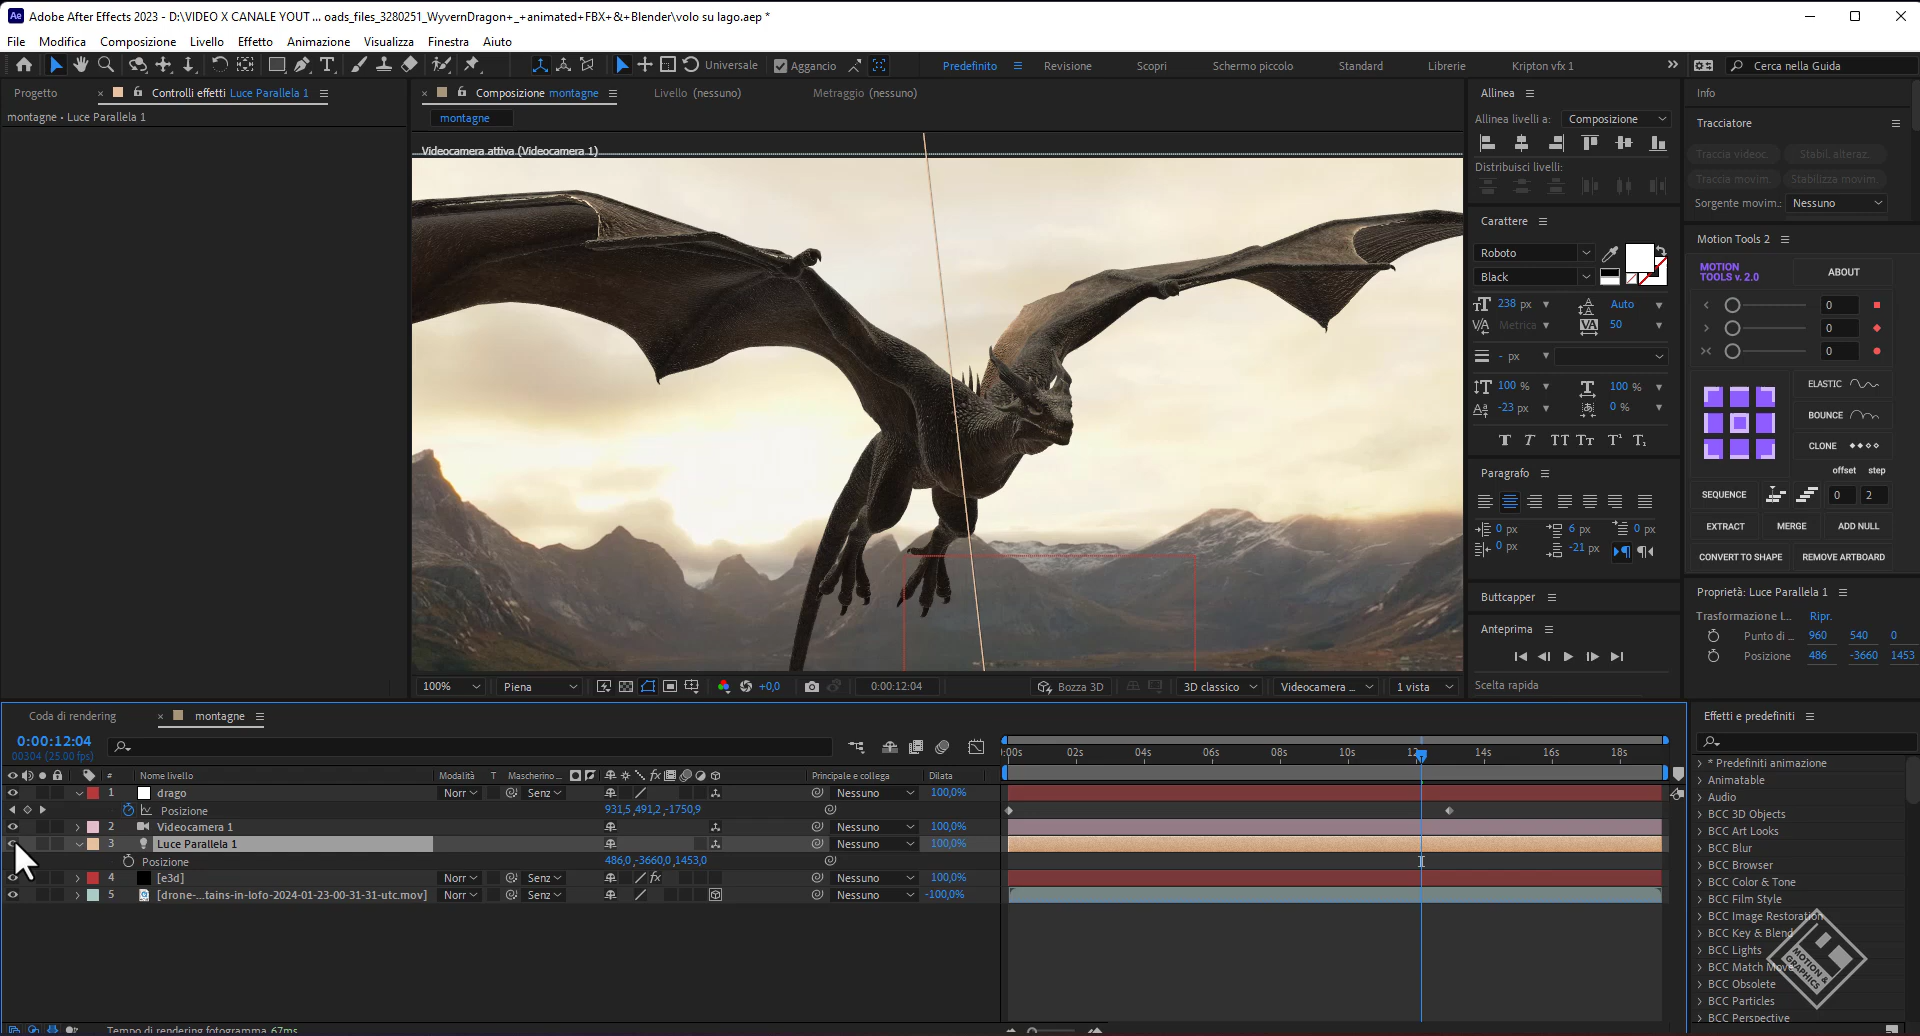 Adobe After Effects 2023 - D:\VIDEO X CANALE YOUT ... oads_files_3280251_WyvernDragon+_+animated+FBX+&+Blender\volo su lago.aep *
File Modifica Composizione Livello Effetto Animazione Visualizza Finestra Aiuto
Universale Aggancio Predefinito Revisione Scopri Schermo piccolo Standard Librerie Kripton vfx 1 Cerca nella Guida
Progetto Controlli effetti Luce Parallela 1
montagne • Luce Parallela 1
Composizione montagne Livello (nessuno) Metraggio (nessuno)
montagne
Videocamera attiva (Videocamera 1)
100% Piena +0,0 0:00:12:04 Bozza 3D 3D classico Videocamera ... 1 vista
Allinea
Allinea livelli a: Composizione
Distribuisci livelli:
Carattere
Roboto
Black
238 px Auto
Metrica 50
- px
100 % 100 %
-23 px 0 %
Paragrafo
0 px 6 px 0 px
0 px -21 px
Buttcapper
Anteprima
Scelta rapida
Info
Tracciatore
Traccia videoc. Stabil. alteraz.
Traccia movim. Stabilizza movim.
Sorgente movim.: Nessuno
Motion Tools 2
MOTION
TOOLS v. 2.0
ABOUT
0
0
0
ELASTIC
BOUNCE
CLONE
offset step
SEQUENCE 0 2
EXTRACT MERGE ADD NULL
CONVERT TO SHAPE REMOVE ARTBOARD
Proprietà: Luce Parallela 1
Trasformazione L... Ripr.
Punto di ... 960 540 0
Posizione 486 -3660 1453
Coda di rendering montagne
0:00:12:04
00304 (25.00 fps)
:00s 02s 04s 06s 08s 10s 12s 14s 16s 18s
# Nome livello Modalità T Mascherino ... Principale e collega Dilata
1 drago Norr Senz Nessuno 100,0%
Posizione 931,5 ,491,2 ,-1750,9
2 Videocamera 1 Nessuno 100,0%
3 Luce Parallela 1 Nessuno 100,0%
Posizione 486,0 ,-3660,0 ,1453,0
4 [e3d] Norr Senz Nessuno 100,0%
5 [drone-...tains-in-lofo-2024-01-23-00-31-31-utc.mov] Norr Senz Nessuno -100,0%
Tempo di rendering fotogramma 67ms
Effetti e predefiniti
* Predefiniti animazione
Animatable
Audio
BCC 3D Objects
BCC Art Looks
BCC Blur
BCC Browser
BCC Color & Tone
BCC Film Style
BCC Image Restoration
BCC Key & Blend
BCC Lights
BCC Match Move
BCC Obsolete
BCC Particles
BCC Perspective
MOTION &
GRAPHICS